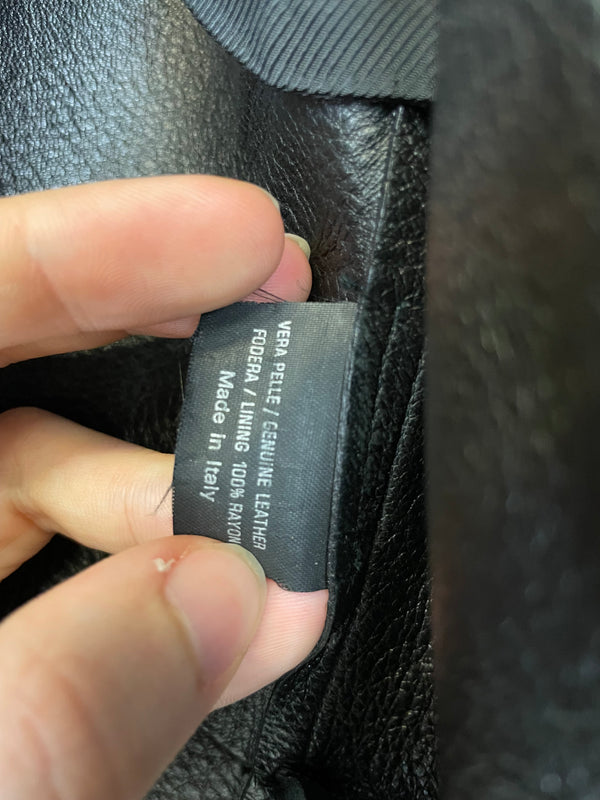 VERA PELLE / GENUINE LEATHER
FODERA / LINING 100% RAYON
Made in Italy